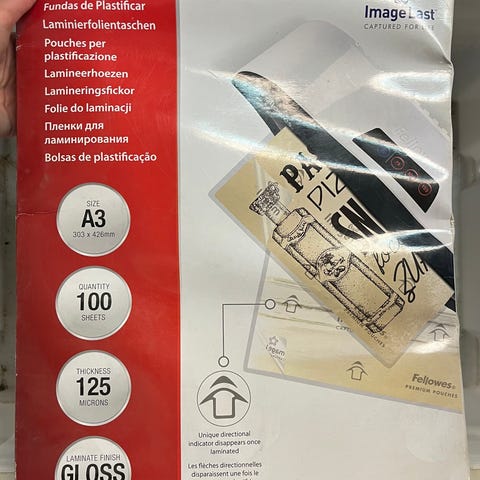 Fundas de Plastificar
Laminierfolientaschen
Pouches per
plastificazione
Lamineerhoezen
Lamineringsfickor
Folie do laminacji
Пленки для
ламинирования
Bolsas de plastificação
SIZE
A3
303 x 426mm
QUANTITY
100
SHEETS
THICKNESS
125
MICRONS
LAMINATE FINISH
GLOSS
ImageLast
CAPTURED FOR LIFE
Fellowes®
PREMIUM POUCHES
Unique directional
indicator disappears once
laminated
Les flèches directionnelles
disparaissent une fois le